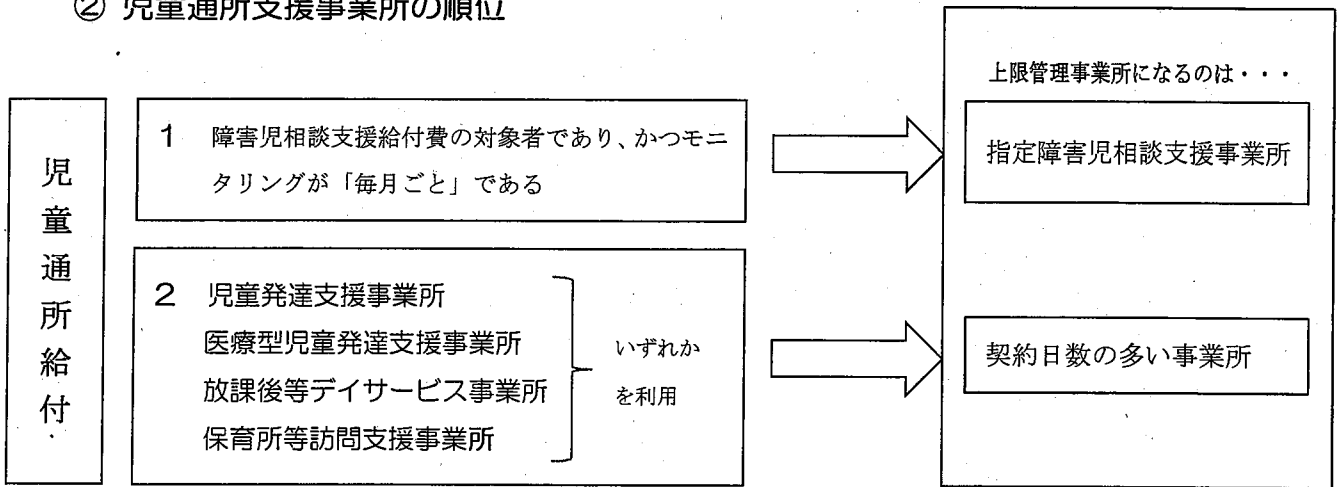 ② 児童通所支援事業所の順位
上限管理事業所になるのは・・・
児童通所給付
1 障害児相談支援給付費の対象者であり、かつモニ
タリングが「毎月ごと」である
指定障害児相談支援事業所
2 児童発達支援事業所
医療型児童発達支援事業所
放課後等デイサービス事業所
保育所等訪問支援事業所
いずれか
を利用
契約日数の多い事業所